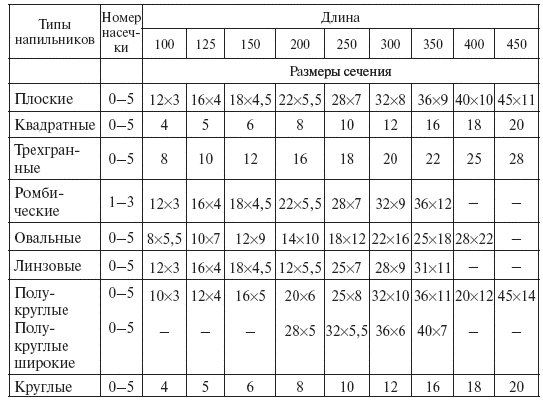 Типы напильников Номер насеч-ки Длина
100 125 150 200 250 300 350 400 450
Размеры сечения
Плоские 0–5 12×3 16×4 18×4,5 22×5,5 28×7 32×8 36×9 40×10 45×11
Квадратные 0–5 4 5 6 8 10 12 16 18 20
Трехгран-
ные 0–5 8 10 12 16 18 20 22 25 28
Ромби-
ческие 1–3 12×3 16×4 18×4,5 22×5,5 28×7 32×9 36×12 – –
Овальные 0–5 8×5,5 10×7 12×9 14×10 18×12 22×16 25×18 28×22 –
Линзовые 0–5 12×3 16×4 18×4,5 12×5,5 25×7 28×9 31×11 – –
Полу- 0–5 10×3 12×4 16×5 20×6 25×8 32×10 36×11 20×12 45×14
круглые
Полу- 0–5 – – – 28×5 32×5,5 36×6 40×7 – –
круглые
широкие
Круглые 0–5 4 5 6 8 10 12 16 18 20